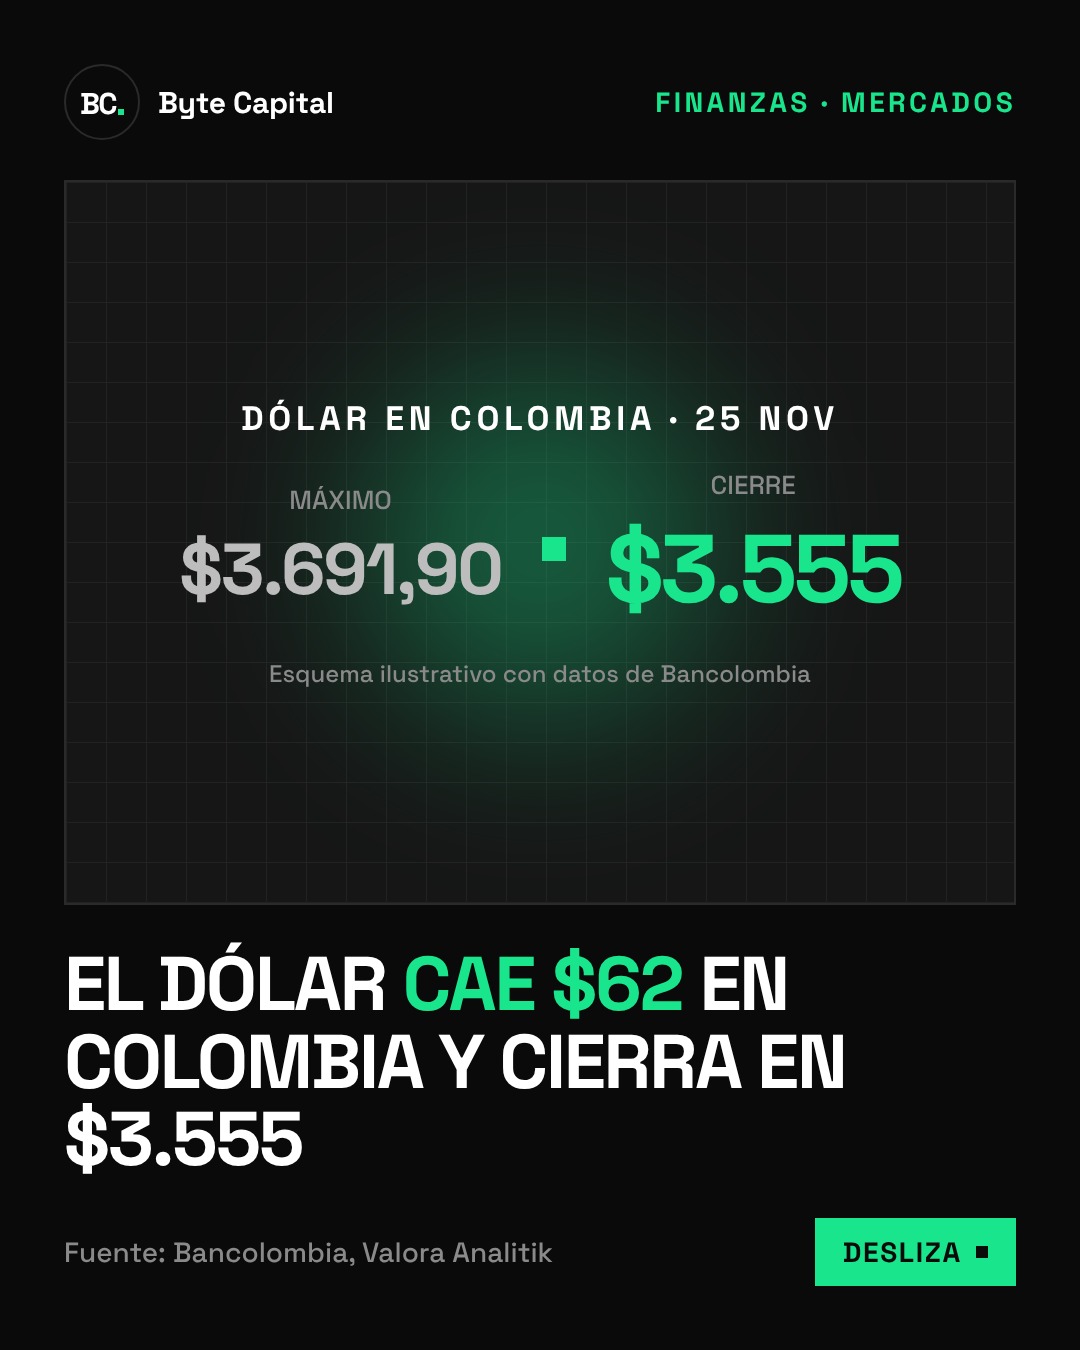 BC.
Byte Capital
FINANZAS · MERCADOS
DÓLAR EN COLOMBIA · 25 NOV
MÁXIMO
$3.691,90
CIERRE
$3.555
Esquema ilustrativo con datos de Bancolombia
EL DÓLAR CAE $62 EN
COLOMBIA Y CIERRA EN
$3.555
Fuente: Bancolombia, Valora Analitik
DESLIZA